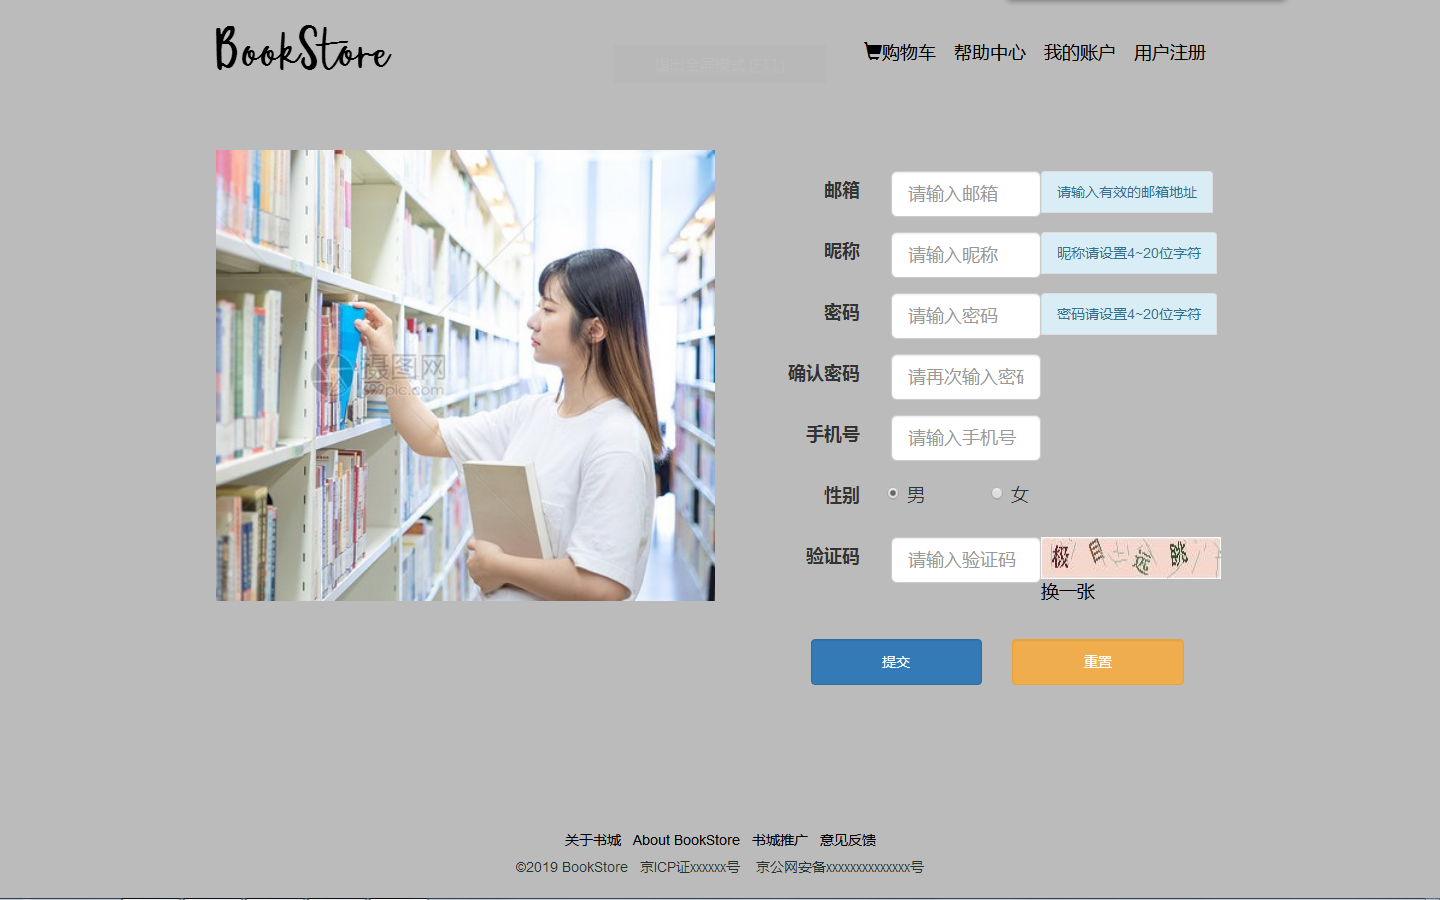 BookStore
购物车 帮助中心 我的账户 用户注册
摄图网
699pic.com
邮箱 请输入邮箱 请输入有效的邮箱地址
昵称 请输入昵称 昵称请设置4~20位字符
密码 请输入密码 密码请设置4~20位字符
确认密码 请再次输入密码
手机号 请输入手机号
性别 男 女
验证码 请输入验证码
换一张
提交 重置
关于书城 About BookStore 书城推广 意见反馈
©2019 BookStore 京ICP证xxxxxx号 京公网安备xxxxxxxxxxxxxx号